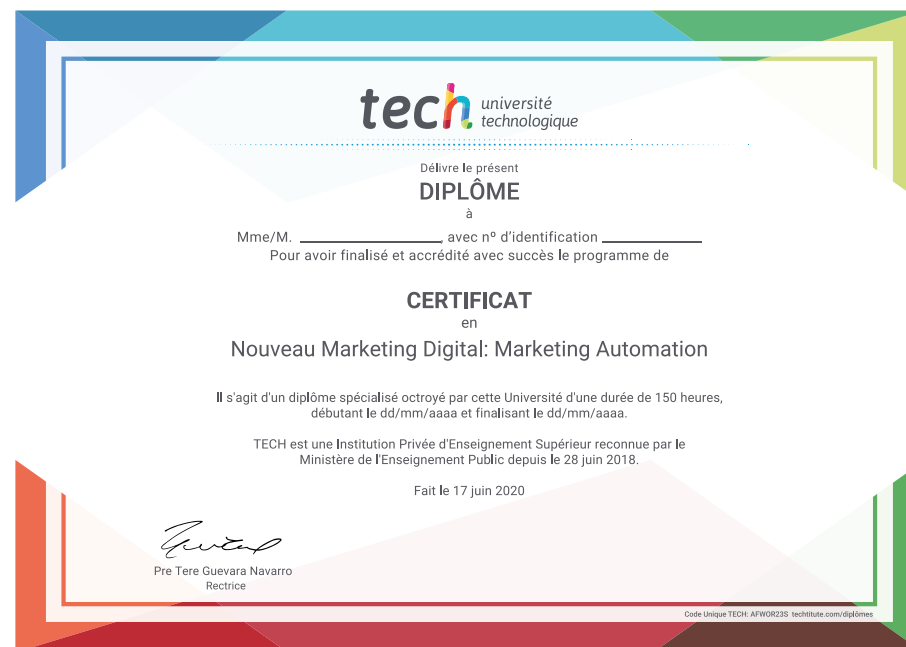 tech université
technologique
Délivre le présent
DIPLÔME
à
Mme/M. ____________________, avec nº d'identification ______________
Pour avoir finalisé et accrédité avec succès le programme de
CERTIFICAT
en
Nouveau Marketing Digital: Marketing Automation
Il s'agit d'un diplôme spécialisé octroyé par cette Université d'une durée de 150 heures,
débutant le dd/mm/aaaa et finalisant le dd/mm/aaaa.
TECH est une Institution Privée d'Enseignement Supérieur reconnue par le
Ministère de l'Enseignement Public depuis le 28 juin 2018.
Fait le 17 juin 2020
Pre Tere Guevara Navarro
Rectrice
Code Unique TECH: AFWOR23S techtitute.com/diplômes